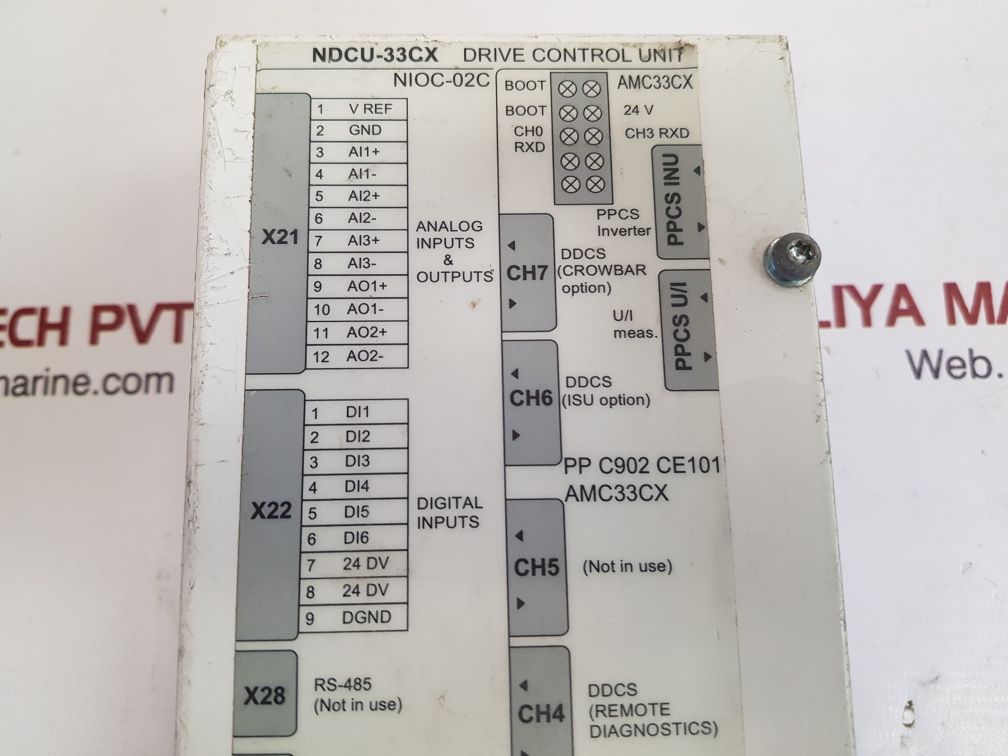 NDCU-33CX DRIVE CONTROL UNIT
NIOC-02C
X21
1 V REF
2 GND
3 AI1+
4 AI1-
5 AI2+
6 AI2-
7 AI3+
8 AI3-
9 AO1+
10 AO1-
11 AO2+
12 AO2-
ANALOG
INPUTS
&
OUTPUTS
X22
1 DI1
2 DI2
3 DI3
4 DI4
5 DI5
6 DI6
7 24 DV
8 24 DV
9 DGND
DIGITAL
INPUTS
X28
RS-485
(Not in use)
BOOT AMC33CX
BOOT 24 V
CH0 CH3 RXD
RXD
PPCS
Inverter
PPCS INU
CH7
DDCS
(CROWBAR
option)
U/I
meas.
PPCS U/I
CH6
DDCS
(ISU option)
PP C902 CE101
AMC33CX
CH5
(Not in use)
CH4
DDCS
(REMOTE
DIAGNOSTICS)
ECH PVT
marine.com
LIYA MA
Web.